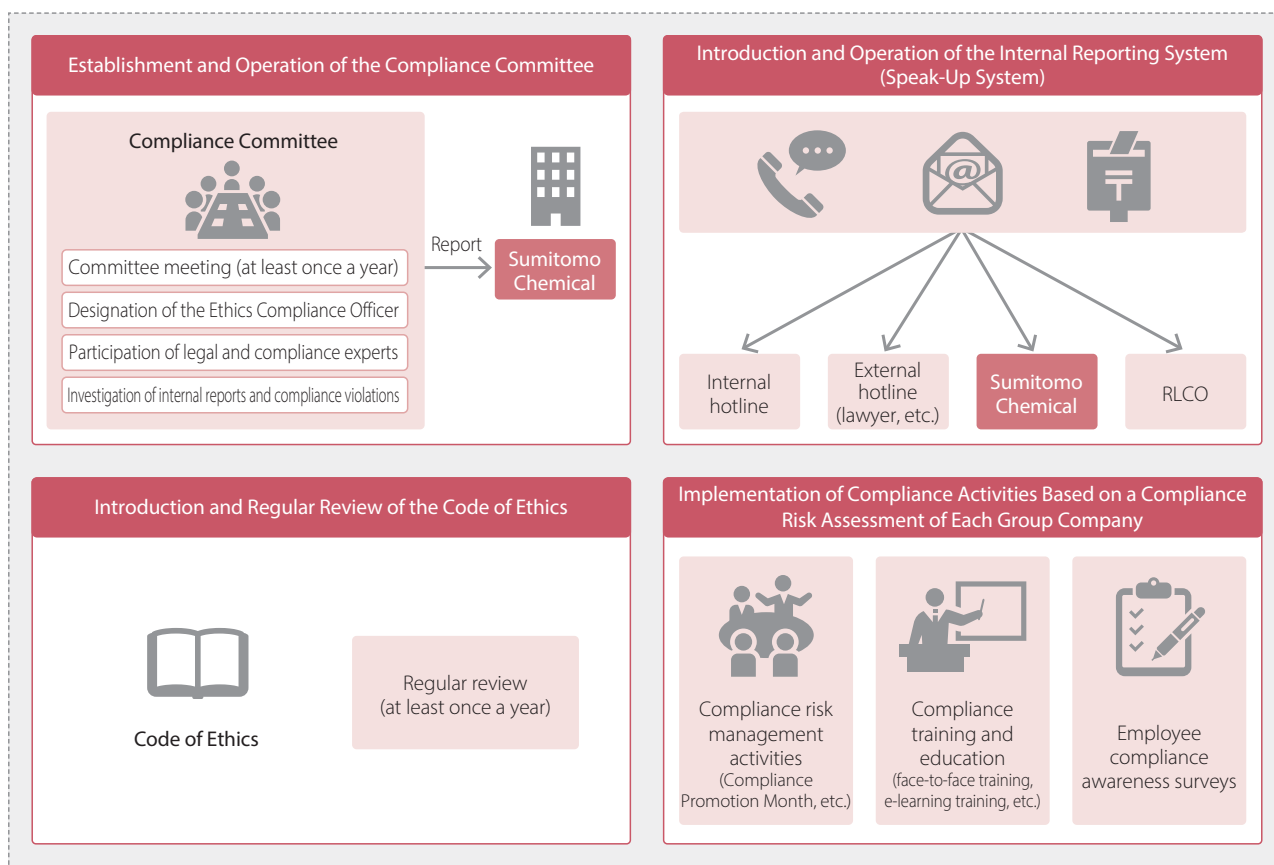 Establishment and Operation of the Compliance Committee
Compliance Committee
Committee meeting (at least once a year)
Designation of the Ethics Compliance Officer
Participation of legal and compliance experts
Investigation of internal reports and compliance violations
Report
Sumitomo
Chemical
Introduction and Operation of the Internal Reporting System
(Speak-Up System)
@
〒
Internal
hotline
External
hotline
(lawyer, etc.)
Sumitomo
Chemical
RLCO
Introduction and Regular Review of the Code of Ethics
Code of Ethics
Regular review
(at least once a year)
Implementation of Compliance Activities Based on a Compliance
Risk Assessment of Each Group Company
Compliance risk
management
activities
(Compliance
Promotion Month, etc.)
Compliance
training and
education
(face-to-face training,
e-learning training, etc.)
Employee
compliance
awareness surveys